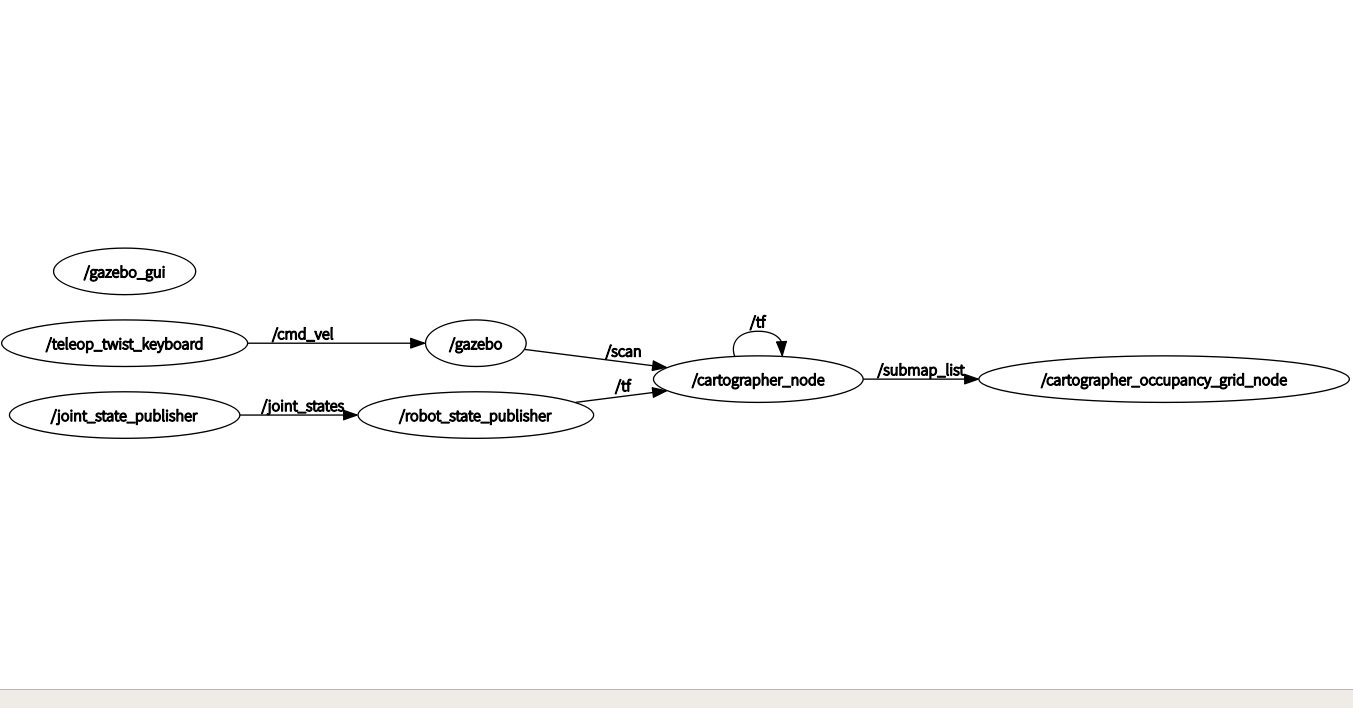 /gazebo_gui
/teleop_twist_keyboard
/cmd_vel
/gazebo
/scan
/tf
/joint_state_publisher
/joint_states
/robot_state_publisher
/tf
/cartographer_node
/submap_list
/cartographer_occupancy_grid_node